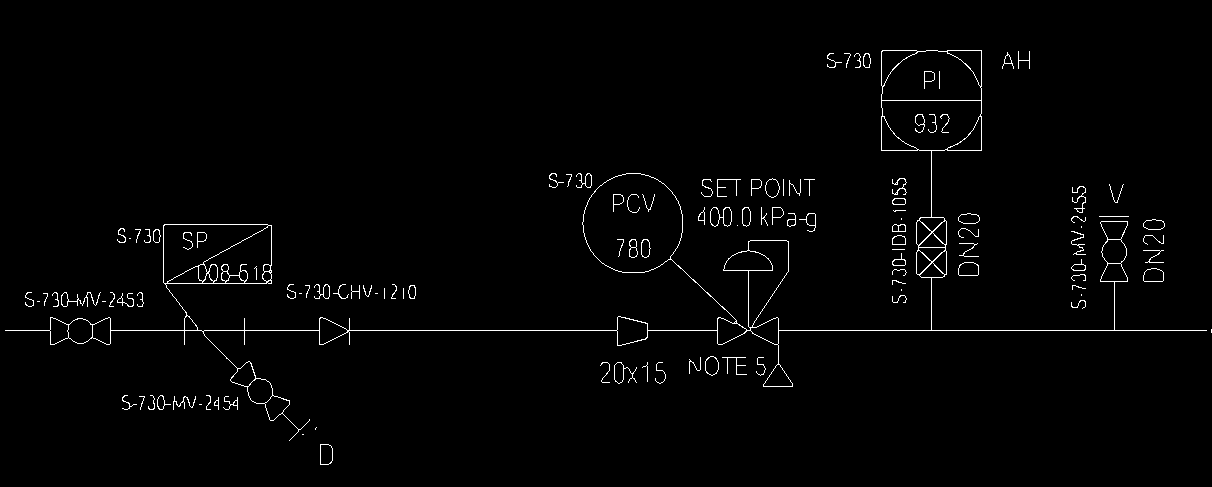 S-730
AH
PI
932
S-730
PCV
780
SET POINT
400.0 kPa-g
S-730-IDB-1055
DN20
S-730-MV-2455
V
DN20
S-730
SP
008-618
S-730-MV-2453
S-730-CHV-1210
20x15
NOTE 5
S-730-MV-2454
D